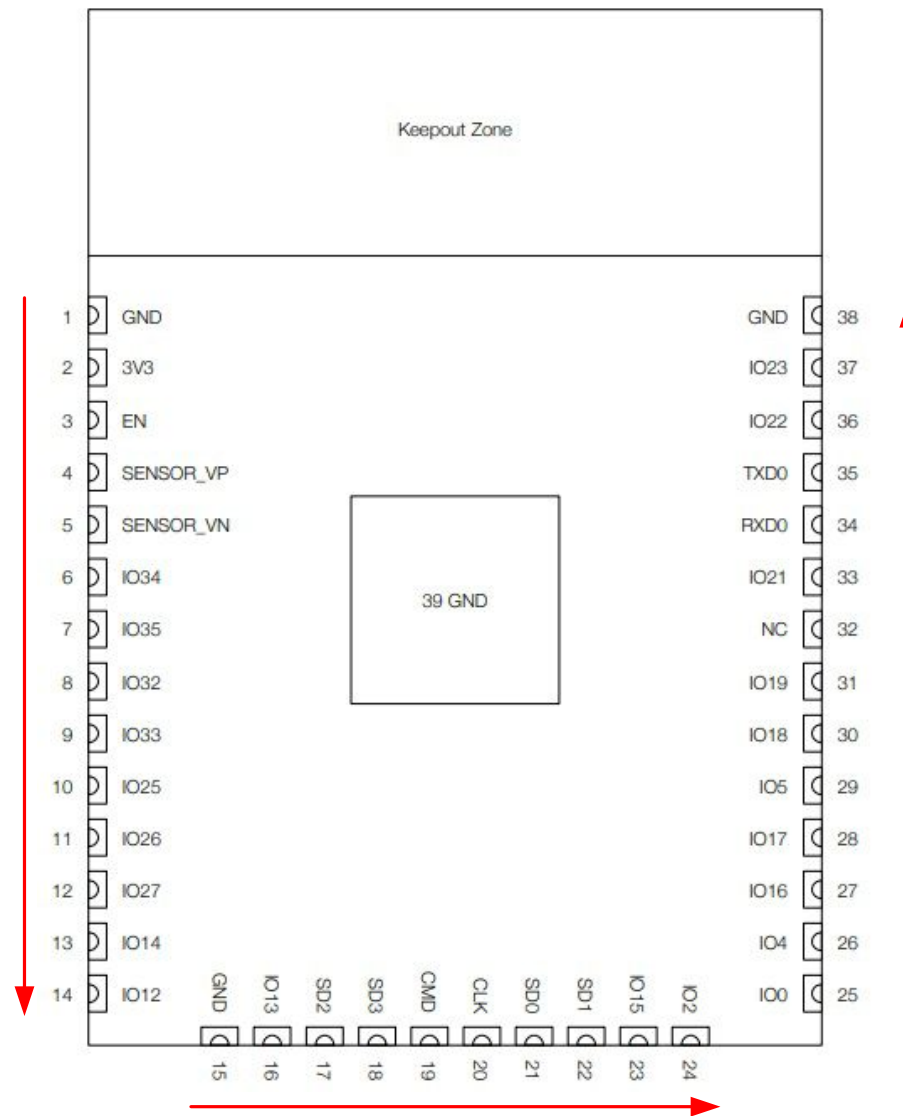 Keepout Zone
1 GND
2 3V3
3 EN
4 SENSOR_VP
5 SENSOR_VN
6 IO34
7 IO35
8 IO32
9 IO33
10 IO25
11 IO26
12 IO27
13 IO14
14 IO12
39 GND
GND 38
IO23 37
IO22 36
TXD0 35
RXD0 34
IO21 33
NC 32
IO19 31
IO18 30
IO5 29
IO17 28
IO16 27
IO4 26
IO0 25
GND 15
IO13 16
SD2 17
SD3 18
CMD 19
CLK 20
SD0 21
SD1 22
IO15 23
IO2 24